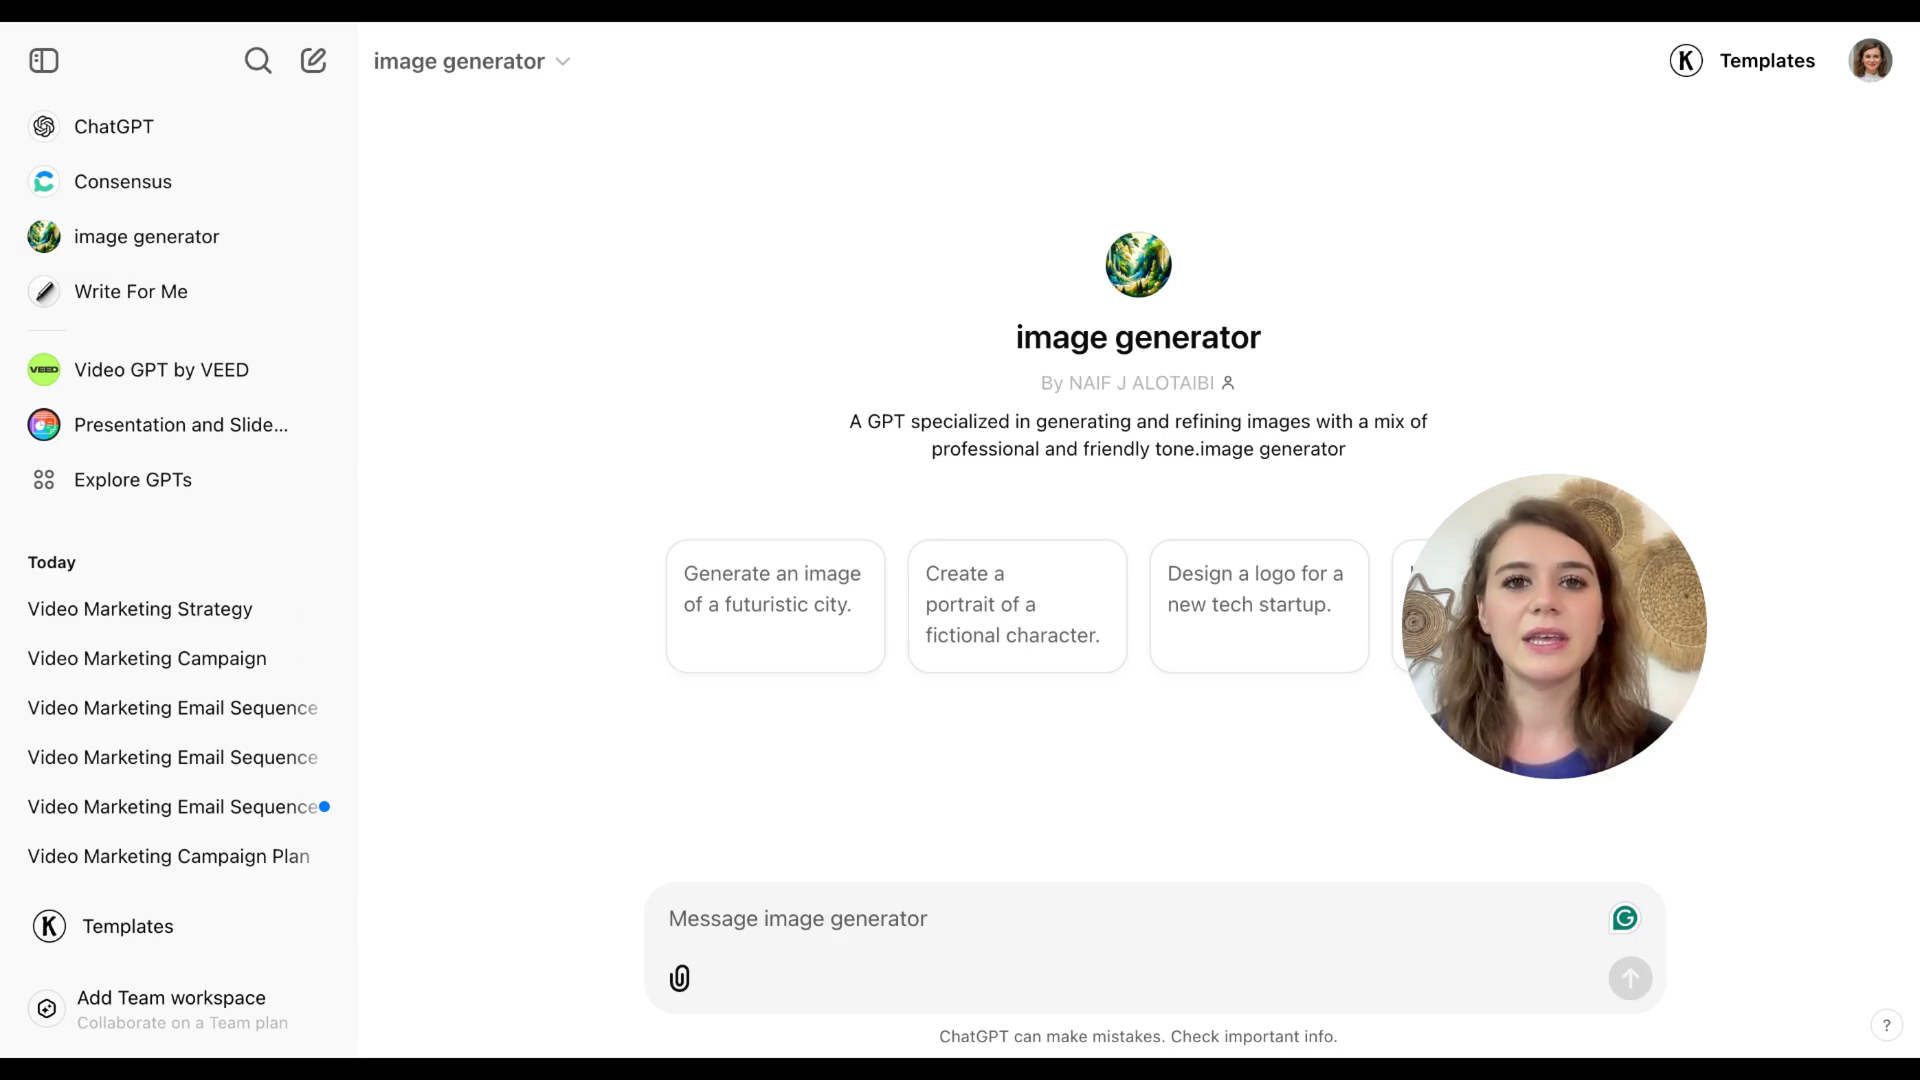 image generator
K Templates
ChatGPT
Consensus
image generator
Write For Me
VEED Video GPT by VEED
Presentation and Slide...
Explore GPTs
Today
Video Marketing Strategy
Video Marketing Campaign
Video Marketing Email Sequence
Video Marketing Email Sequence
Video Marketing Email Sequence
Video Marketing Campaign Plan
K Templates
Add Team workspace
Collaborate on a Team plan
image generator
By NAIF J ALOTAIBI
A GPT specialized in generating and refining images with a mix of
professional and friendly tone.image generator
Generate an image
of a futuristic city.
Create a
portrait of a
fictional character.
Design a logo for a
new tech startup.
Message image generator
ChatGPT can make mistakes. Check important info.
?